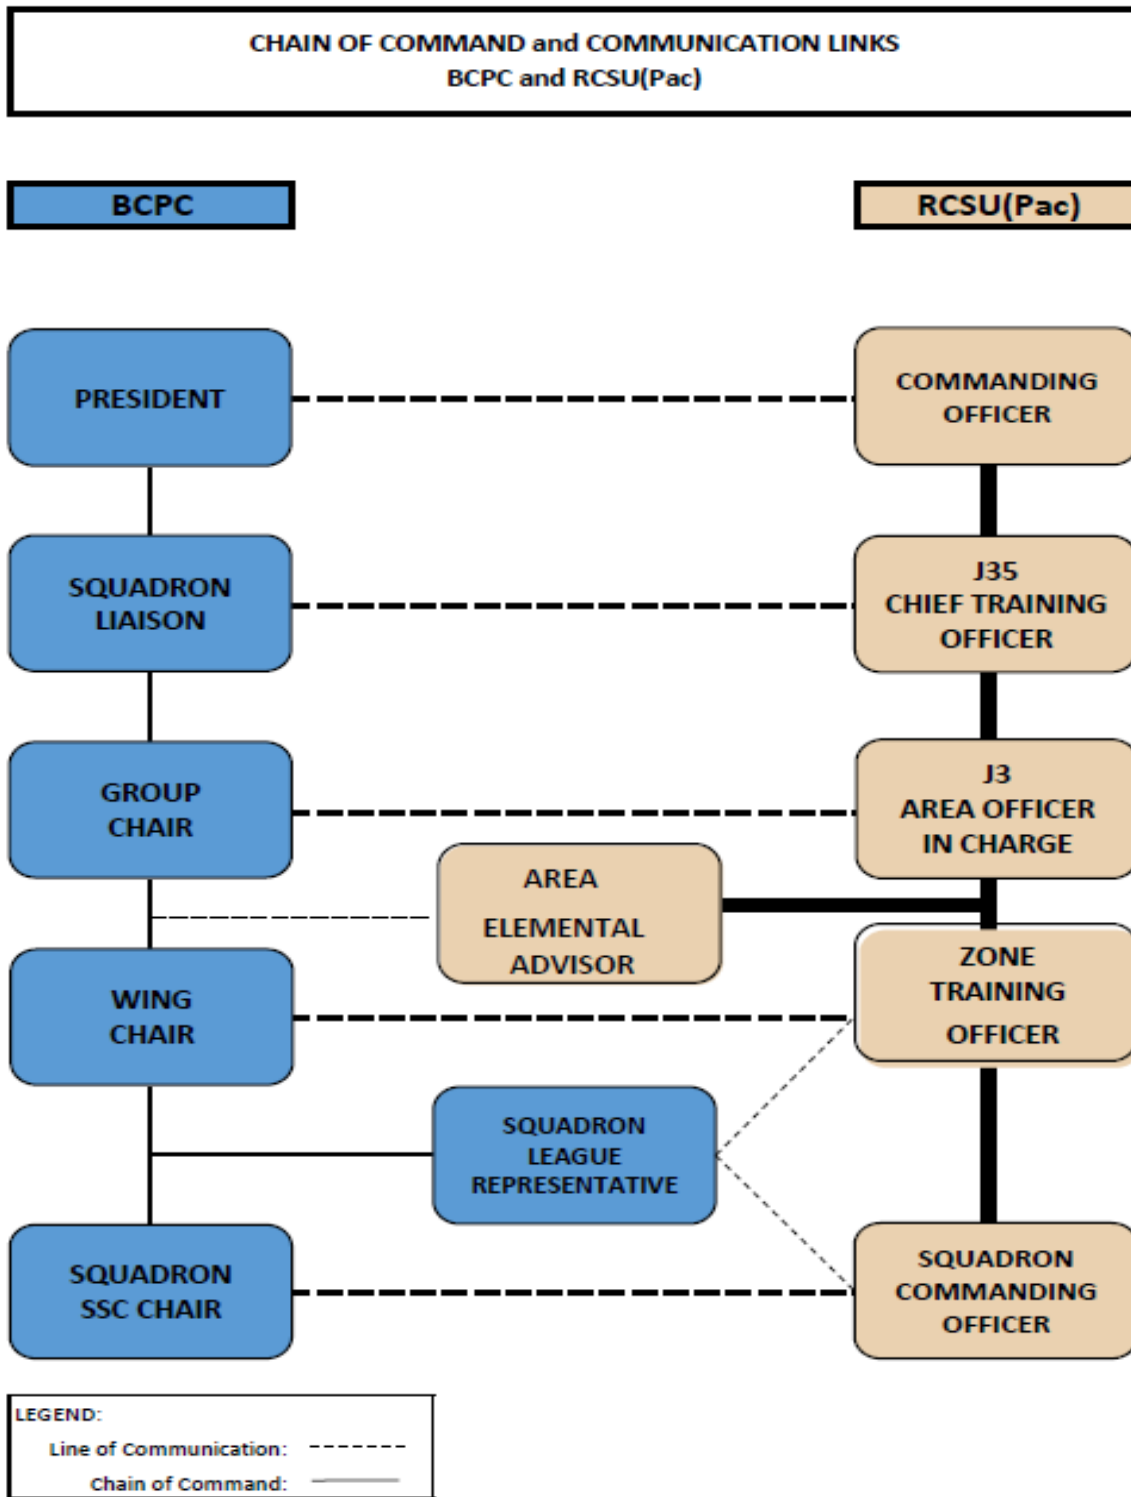 CHAIN OF COMMAND and COMMUNICATION LINKS
BCPC and RCSU(Pac)
BCPC
RCSU(Pac)
PRESIDENT
COMMANDING
OFFICER
SQUADRON
LIAISON
J35
CHIEF TRAINING
OFFICER
GROUP
CHAIR
J3
AREA OFFICER
IN CHARGE
AREA
ELEMENTAL
ADVISOR
WING
CHAIR
ZONE
TRAINING
OFFICER
SQUADRON
LEAGUE
REPRESENTATIVE
SQUADRON
SSC CHAIR
SQUADRON
COMMANDING
OFFICER
LEGEND:
Line of Communication:
Chain of Command: